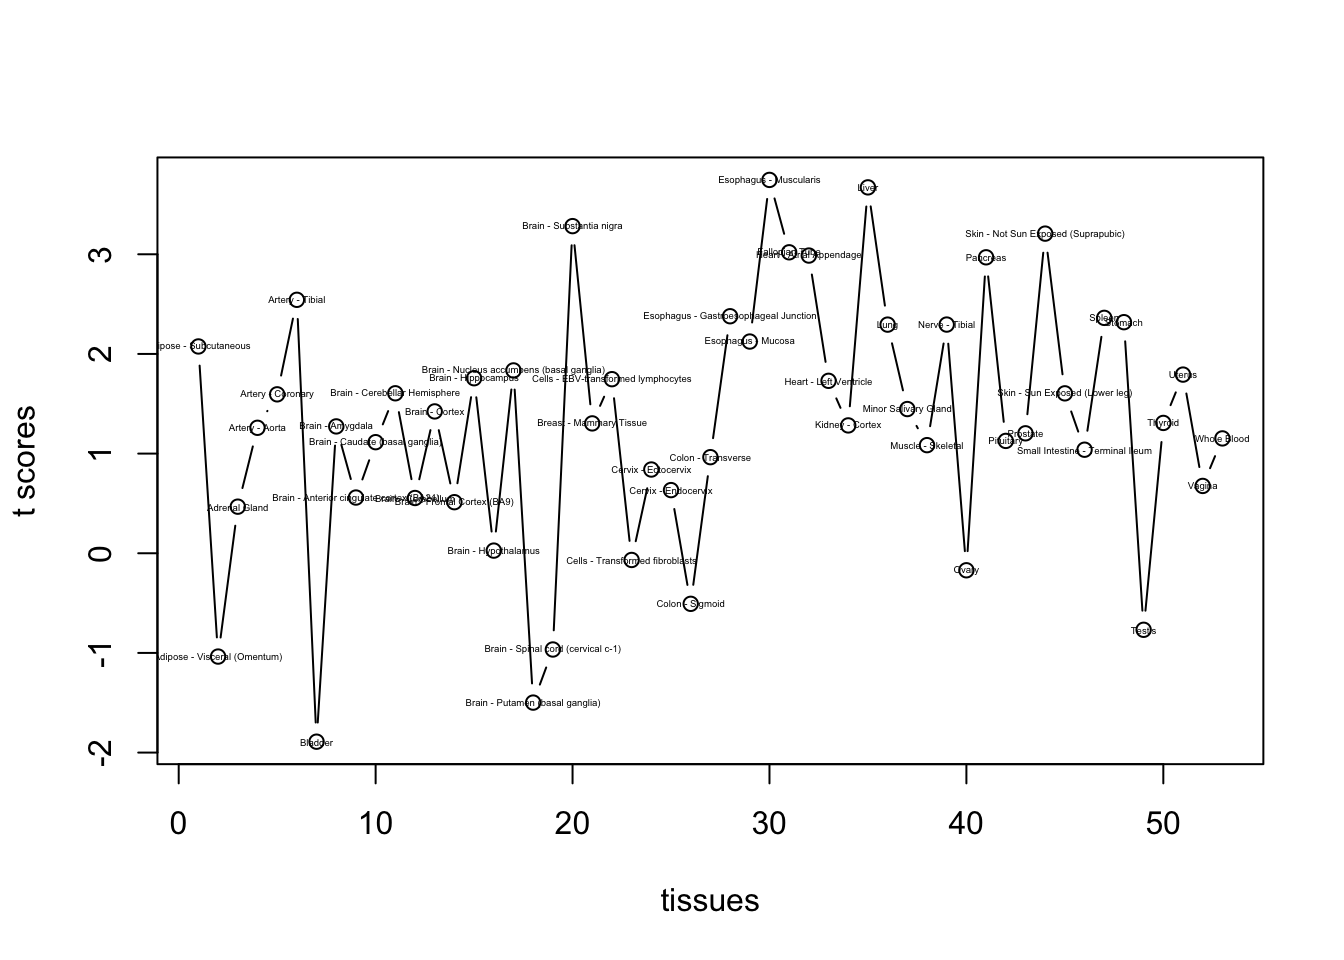 t scores
3
2
1
0
-1
-2
Esophagus - Muscularis
Liver
Brain - Substantia nigra
Skin - Not Sun Exposed (Suprapubic)
Fallopian Tube
Heart - Atrial Appendage
Pancreas
Artery - Tibial
Esophagus - Gastroesophageal Junction
Spleen
Stomach
Lung
Nerve - Tibial
Esophagus - Mucosa
ipose - Subcutaneous
Brain - Nucleus accumbens (basal ganglia)
Brain - Hippocampus
Cells - EBV-transformed lymphocytes
Uterus
Heart - Left Ventricle
Artery - Coronary
Brain - Cerebellar Hemisphere
Skin - Sun Exposed (Lower leg)
Brain - Cortex
Minor Salivary Gland
Artery - Aorta
Brain - Amygdala
Breast - Mammary Tissue
Kidney - Cortex
Thyroid
Brain - Caudate (basal ganglia)
Muscle - Skeletal
Pituitary
Prostate
Whole Blood
Small Intestine - Terminal Ileum
Colon - Transverse
Cervix - Ectocervix
Cervix - Endocervix
Vagina
Brain - Anterior cingulate cortex (BA24)
Brain - Cerebellum
Brain - Frontal Cortex (BA9)
Adrenal Gland
Brain - Hypothalamus
Cells - Transformed fibroblasts
Ovary
Colon - Sigmoid
Testis
Brain - Spinal cord (cervical c-1)
Adipose - Visceral (Omentum)
Brain - Putamen (basal ganglia)
Bladder
0 10 20 30 40 50
tissues